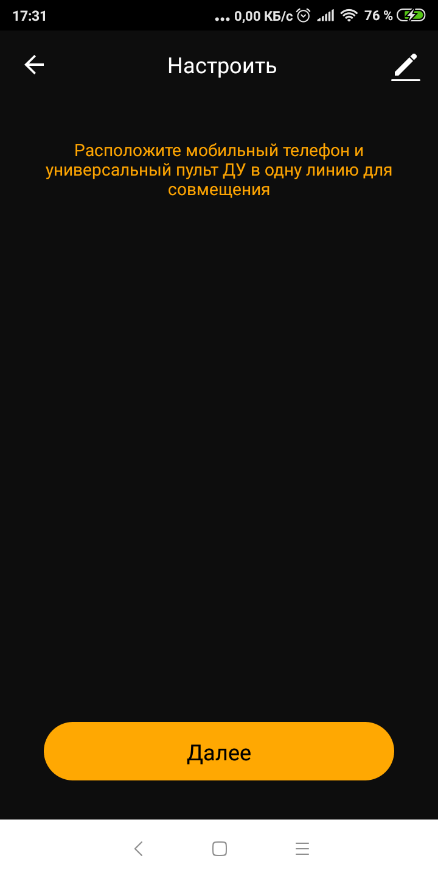 17:31 ... 0,00 КБ/с 76 %
Настроить
Расположите мобильный телефон и
универсальный пульт ДУ в одну линию для
совмещения
Далее